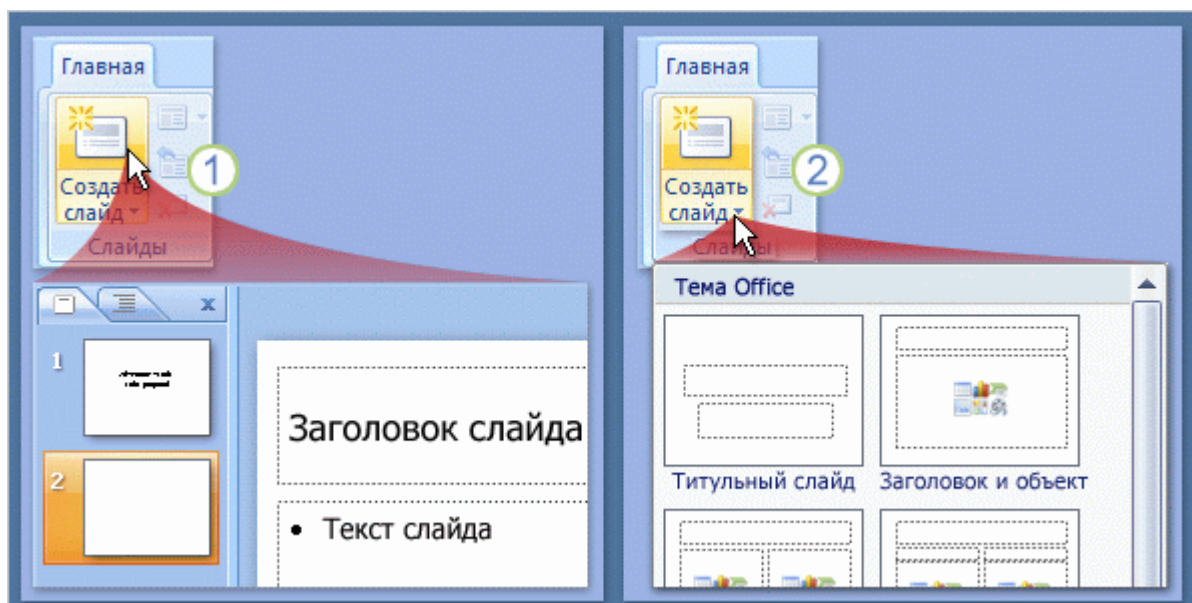 Главная
1
Создать
слайд
Слайды
x
1
2
Заголовок слайда
• Текст слайда
Главная
2
Создать
слайд
Слайды
Тема Office
Титульный слайд
Заголовок и объект